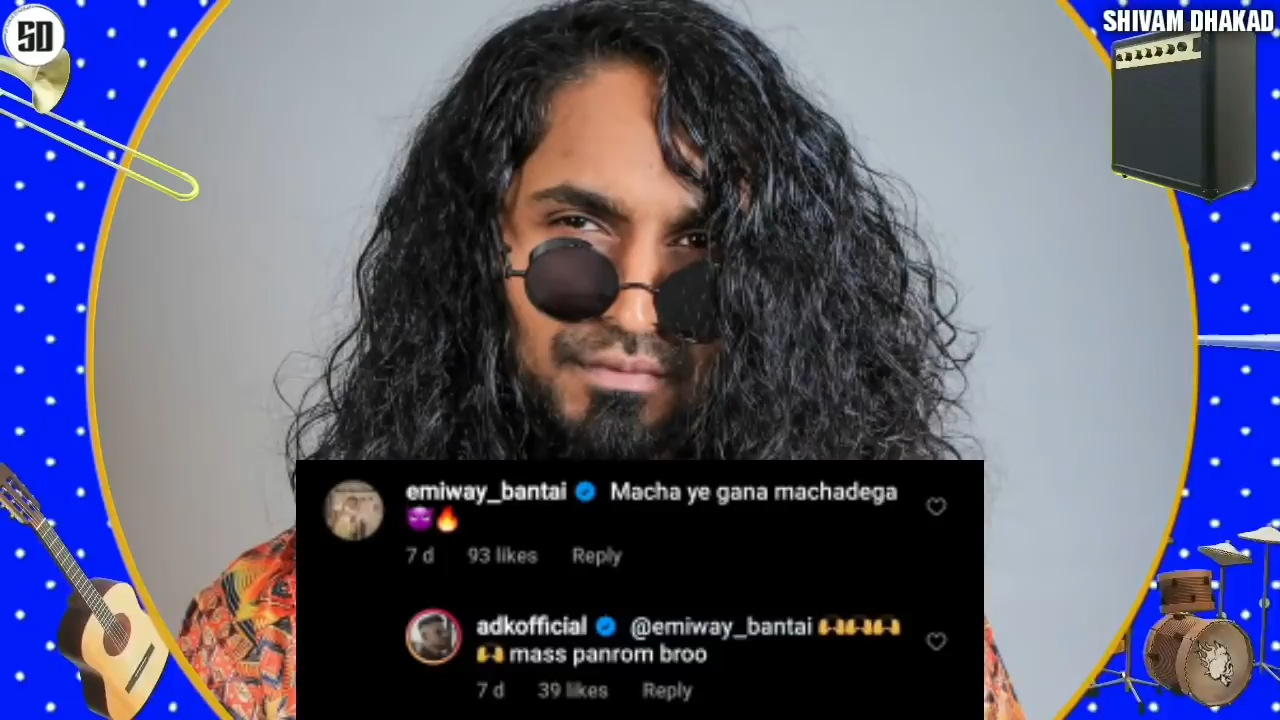 SD
SHIVAM DHAKAD
emiway_bantai Macha ye gana machadega
😈🔥
7 d 93 likes Reply
adkofficial @emiway_bantai 🙌🙌🙌
🙌 mass panrom broo
7 d 39 likes Reply